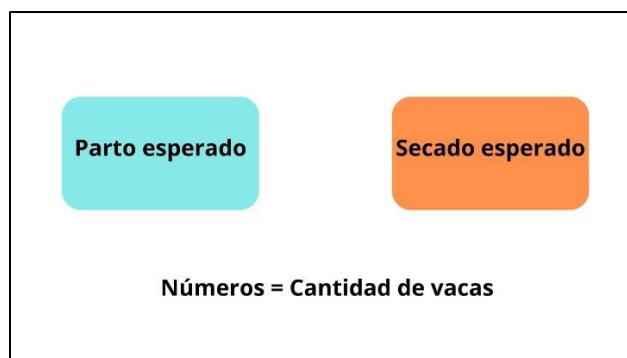 Parto esperado
Secado esperado
Números = Cantidad de vacas